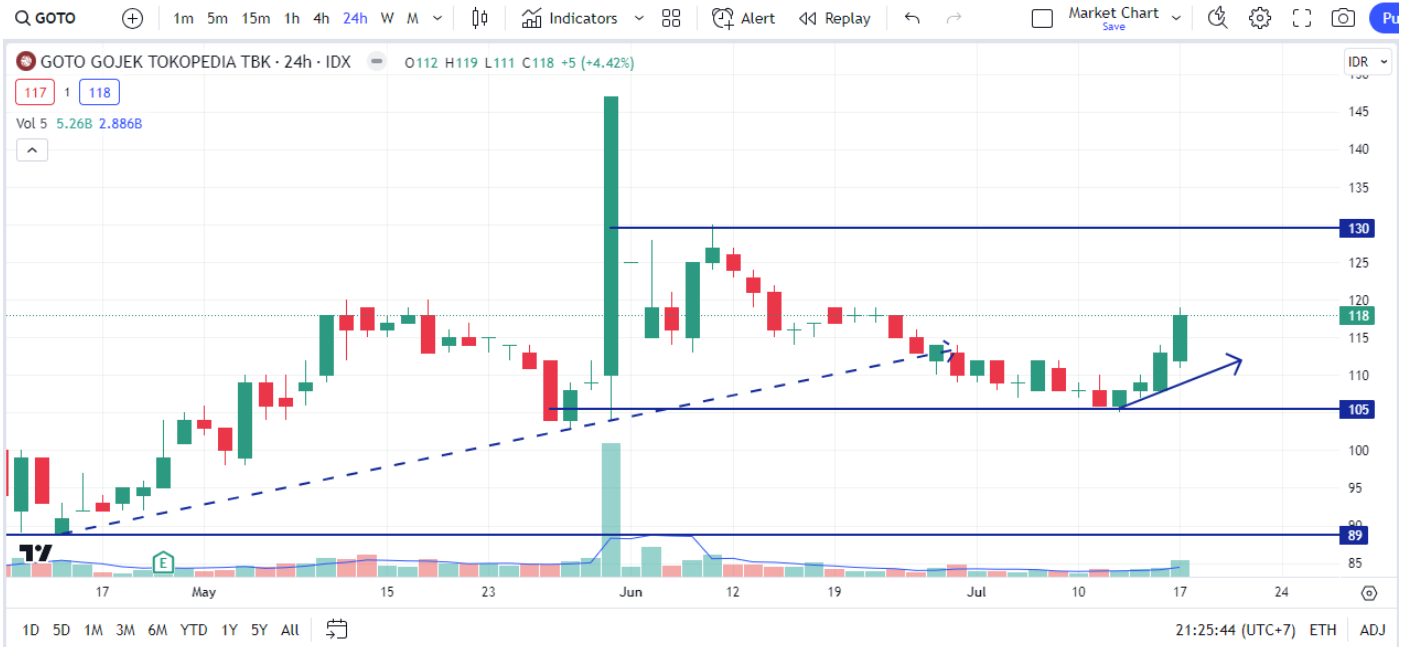 GOTO 1m 5m 15m 1h 4h 24h W M Indicators Alert Replay Market Chart
Save
GOTO GOJEK TOKOPEDIA TBK · 24h · IDX O112 H119 L111 C118 +5 (+4.42%) IDR
117 1 118
Vol 5 5.26B 2.886B
145
140
135
130
125
120
118
115
110
105
100
95
89
85
E
17 May 15 23 Jun 12 19 Jul 10 17 24
1D 5D 1M 3M 6M YTD 1Y 5Y All 21:25:44 (UTC+7) ETH ADJ